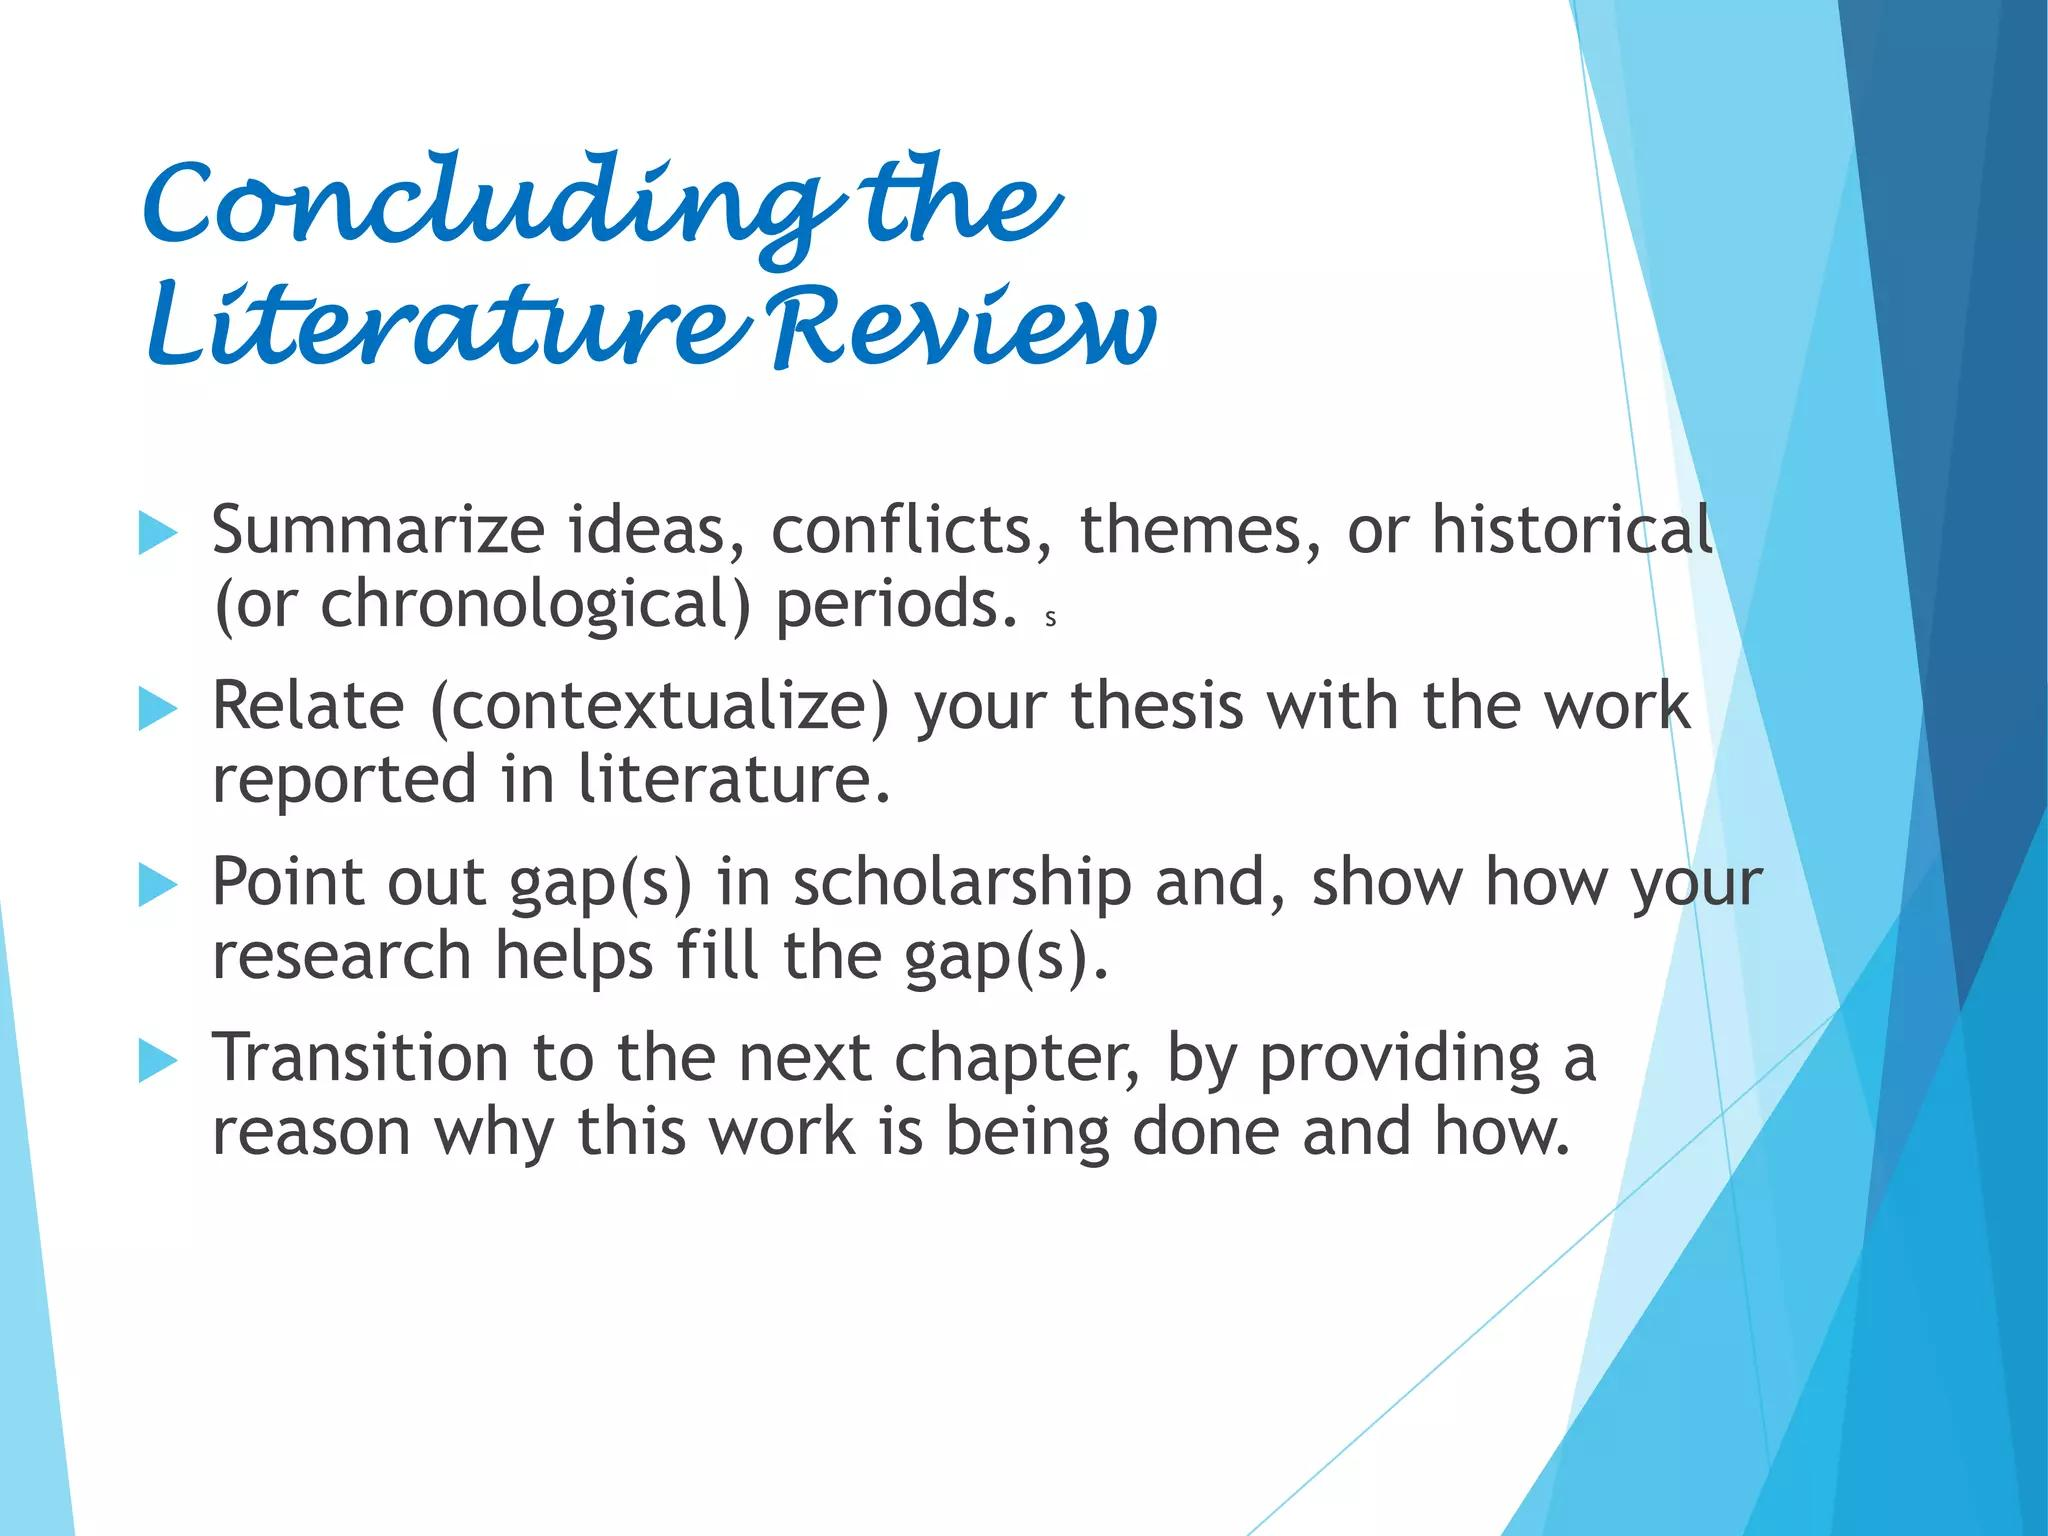 Concluding the
Literature Review
Summarize ideas, conflicts, themes, or historical
(or chronological) periods. s
Relate (contextualize) your thesis with the work
reported in literature.
Point out gap(s) in scholarship and, show how your
research helps fill the gap(s).
Transition to the next chapter, by providing a
reason why this work is being done and how.